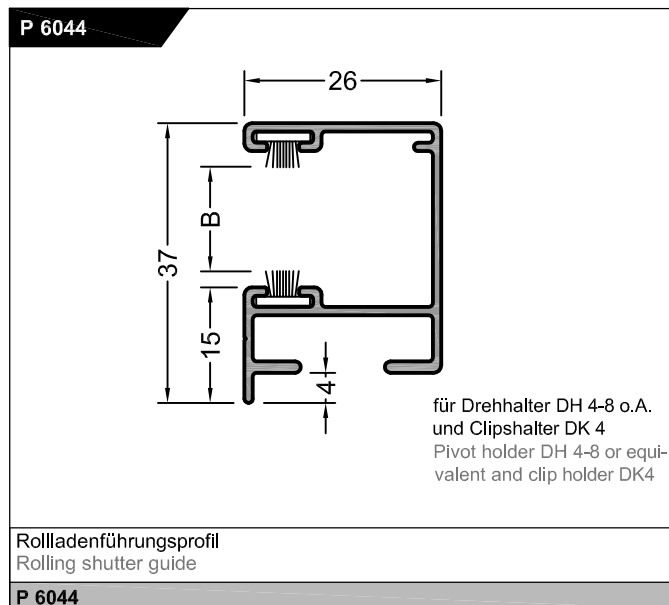 P 6044
26
B
37
15
4
für Drehhalter DH 4-8 o.A.
und Clipshalter DK 4
Pivot holder DH 4-8 or equi-
valent and clip holder DK4
Rollladenführungsprofil
Rolling shutter guide
P 6044